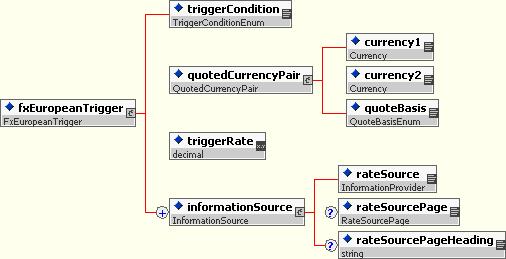 triggerCondition
TriggerConditionEnum
currency1
Currency
quotedCurrencyPair
QuotedCurrencyPair
currency2
Currency
fxEuropeanTrigger
FxEuropeanTrigger
quoteBasis
QuoteBasisEnum
triggerRate
decimal
rateSource
InformationProvider
informationSource
InformationSource
rateSourcePage
RateSourcePage
rateSourcePageHeading
string